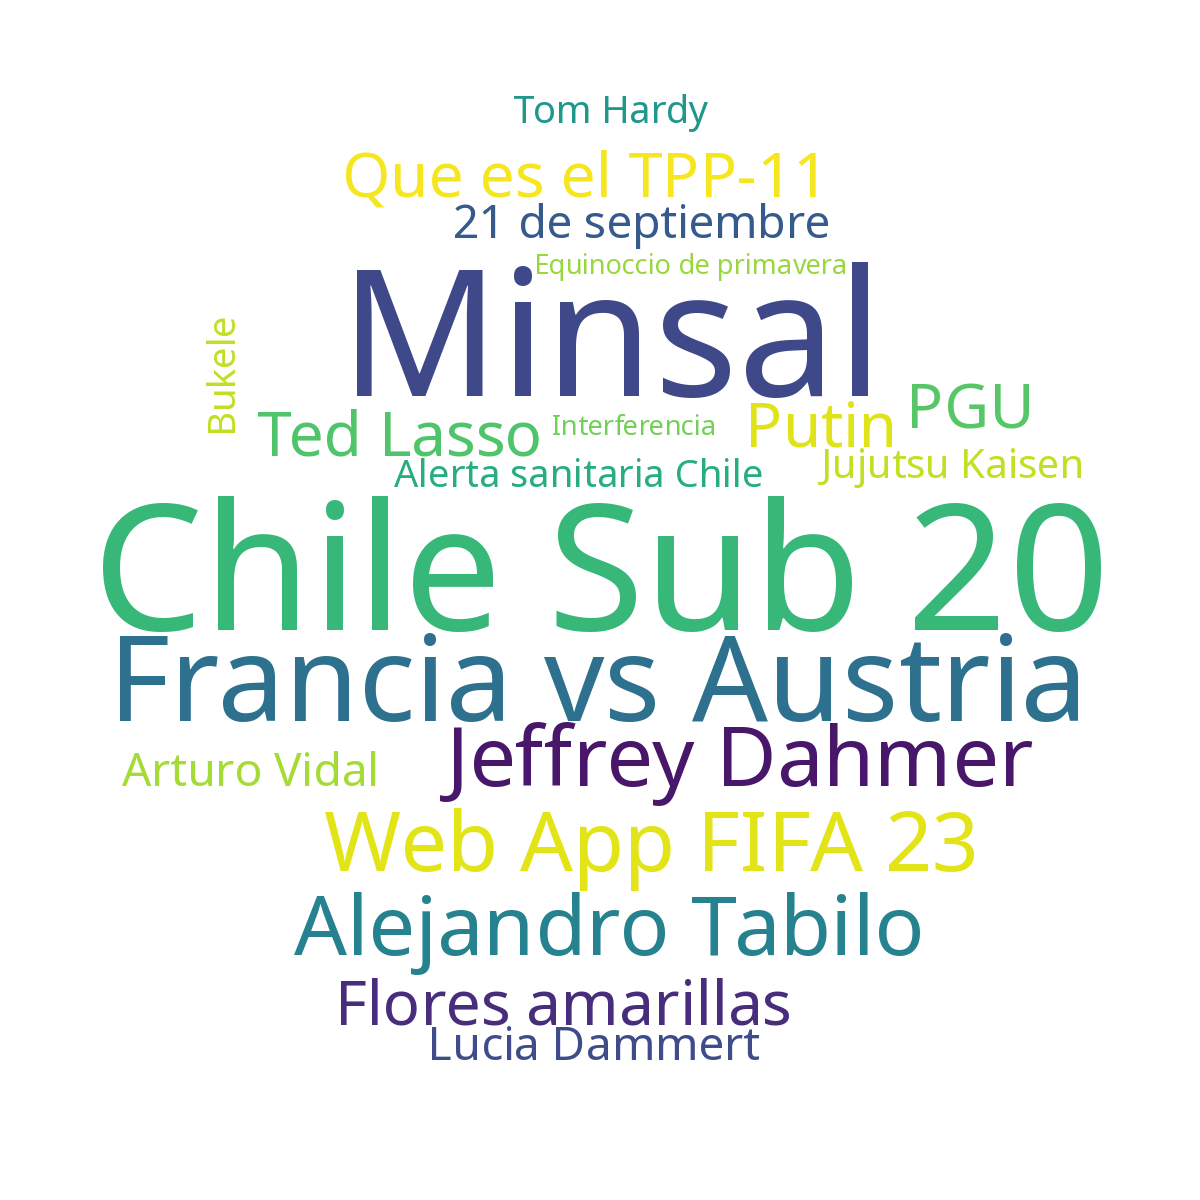 Tom Hardy
Que es el TPP-11
21 de septiembre
Equinoccio de primavera
Minsal
Bukele
Ted Lasso
Interferencia
Putin
PGU
Alerta sanitaria Chile
Jujutsu Kaisen
Chile Sub 20
Francia vs Austria
Jeffrey Dahmer
Arturo Vidal
Web App FIFA 23
Alejandro Tabilo
Flores amarillas
Lucia Dammert